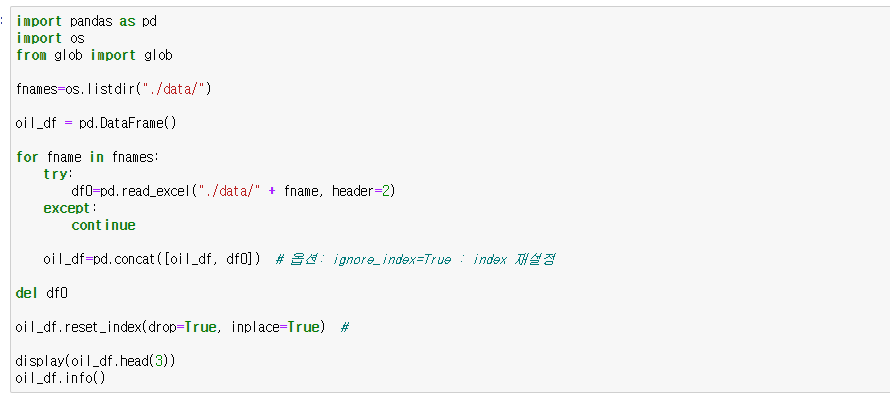 import pandas as pd
import os
from glob import glob
fnames=os.listdir("./data/")
oil_df = pd.DataFrame()
for fname in fnames:
    try:
        df0=pd.read_excel("./data/" + fname, header=2)
    except:
        continue
    oil_df=pd.concat([oil_df, df0])  # 옵션: ignore_index=True : index 재설정
del df0
oil_df.reset_index(drop=True, inplace=True)  #
display(oil_df.head(3))
oil_df.info()